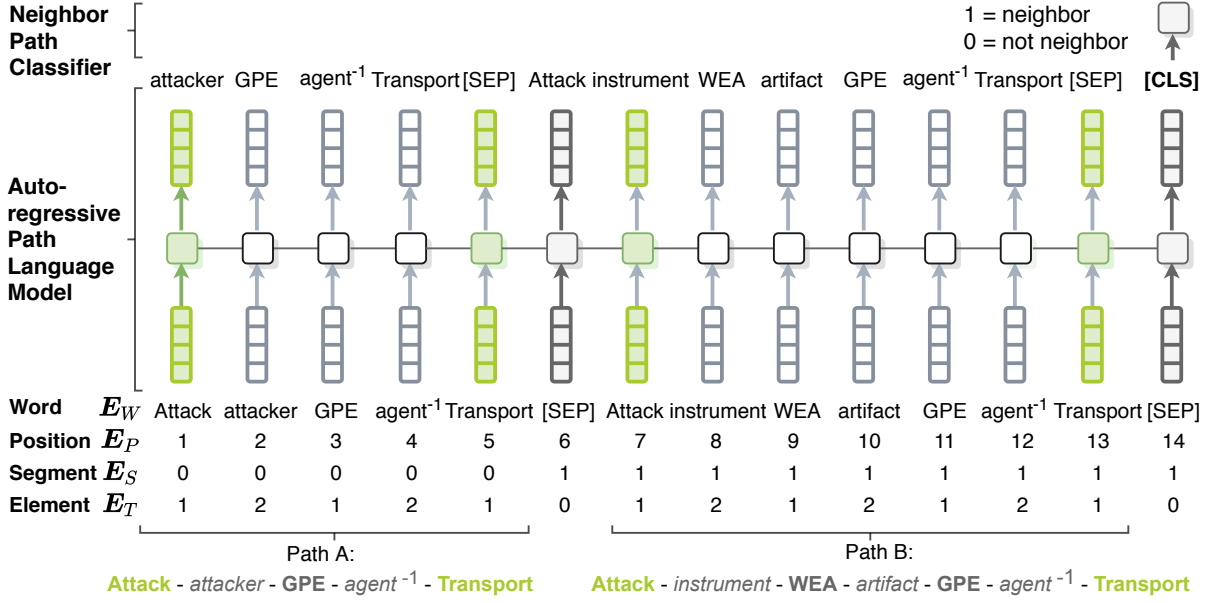 Neighbor
Path
Classifier
1 = neighbor
0 = not neighbor
attacker GPE agent⁻¹ Transport [SEP] Attack instrument WEA artifact GPE agent⁻¹ Transport [SEP] [CLS]
Auto-
regressive
Path
Language
Model
Word E_W Attack attacker GPE agent⁻¹ Transport [SEP] Attack instrument WEA artifact GPE agent⁻¹ Transport [SEP]
Position E_P 1 2 3 4 5 6 7 8 9 10 11 12 13 14
Segment E_S 0 0 0 0 0 1 1 1 1 1 1 1 1 1
Element E_T 1 2 1 2 1 0 1 2 1 2 1 2 1 0
Path A: Path B:
Attack - attacker - GPE - agent⁻¹ - Transport Attack - instrument - WEA - artifact - GPE - agent⁻¹ - Transport